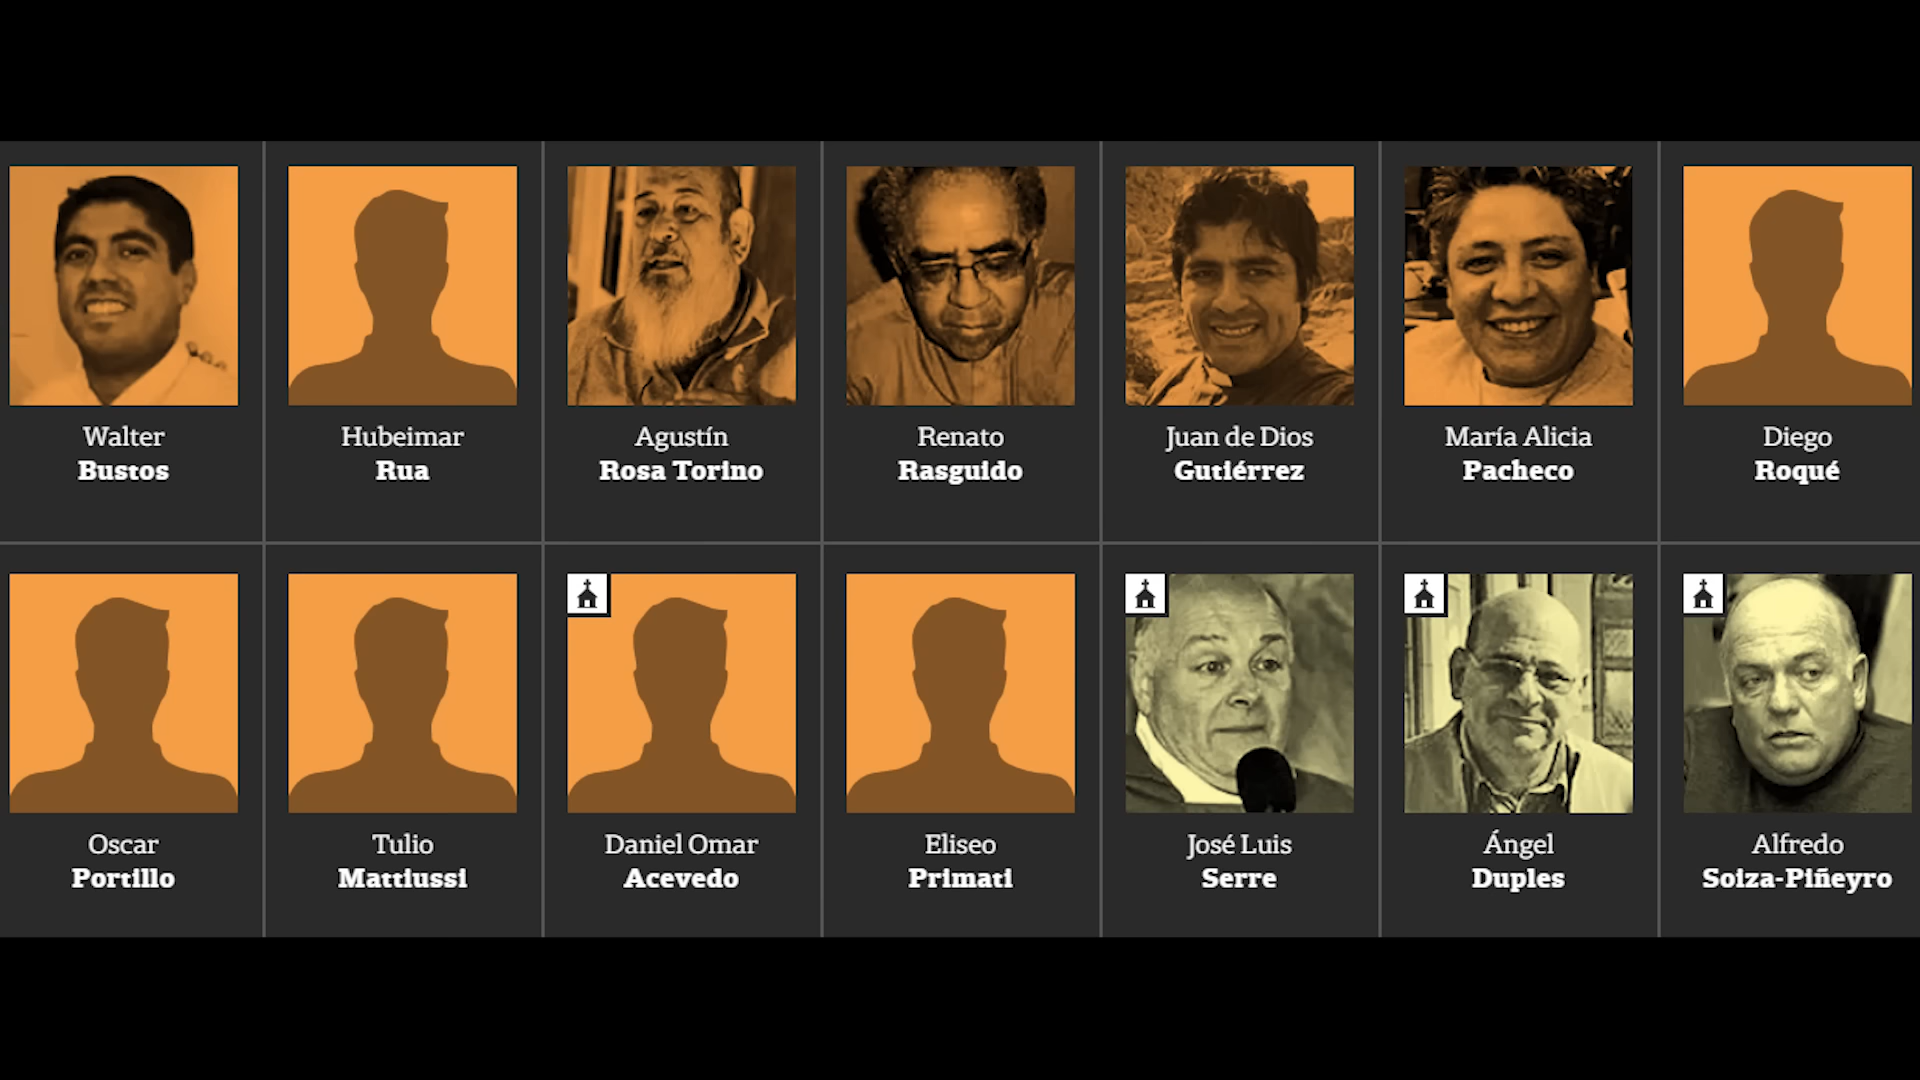 Walter
Bustos
Hubeimar
Rua
Agustín
Rosa Torino
Renato
Rasguido
Juan de Dios
Gutiérrez
María Alicia
Pacheco
Diego
Roqué
Oscar
Portillo
Tulio
Mattiussi
Daniel Omar
Acevedo
Eliseo
Primati
José Luis
Serre
Ángel
Duples
Alfredo
Soiza-Piñeyro